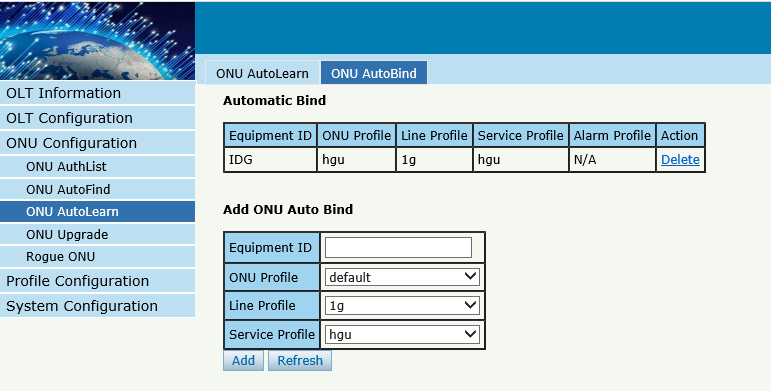 ONU AutoLearn ONU AutoBind
OLT Information
OLT Configuration
ONU Configuration
ONU AuthList
ONU AutoFind
ONU AutoLearn
ONU Upgrade
Rogue ONU
Profile Configuration
System Configuration
Automatic Bind
Equipment ID ONU Profile Line Profile Service Profile Alarm Profile Action
IDG hgu 1g hgu N/A Delete
Add ONU Auto Bind
Equipment ID
ONU Profile default
Line Profile 1g
Service Profile hgu
Add Refresh